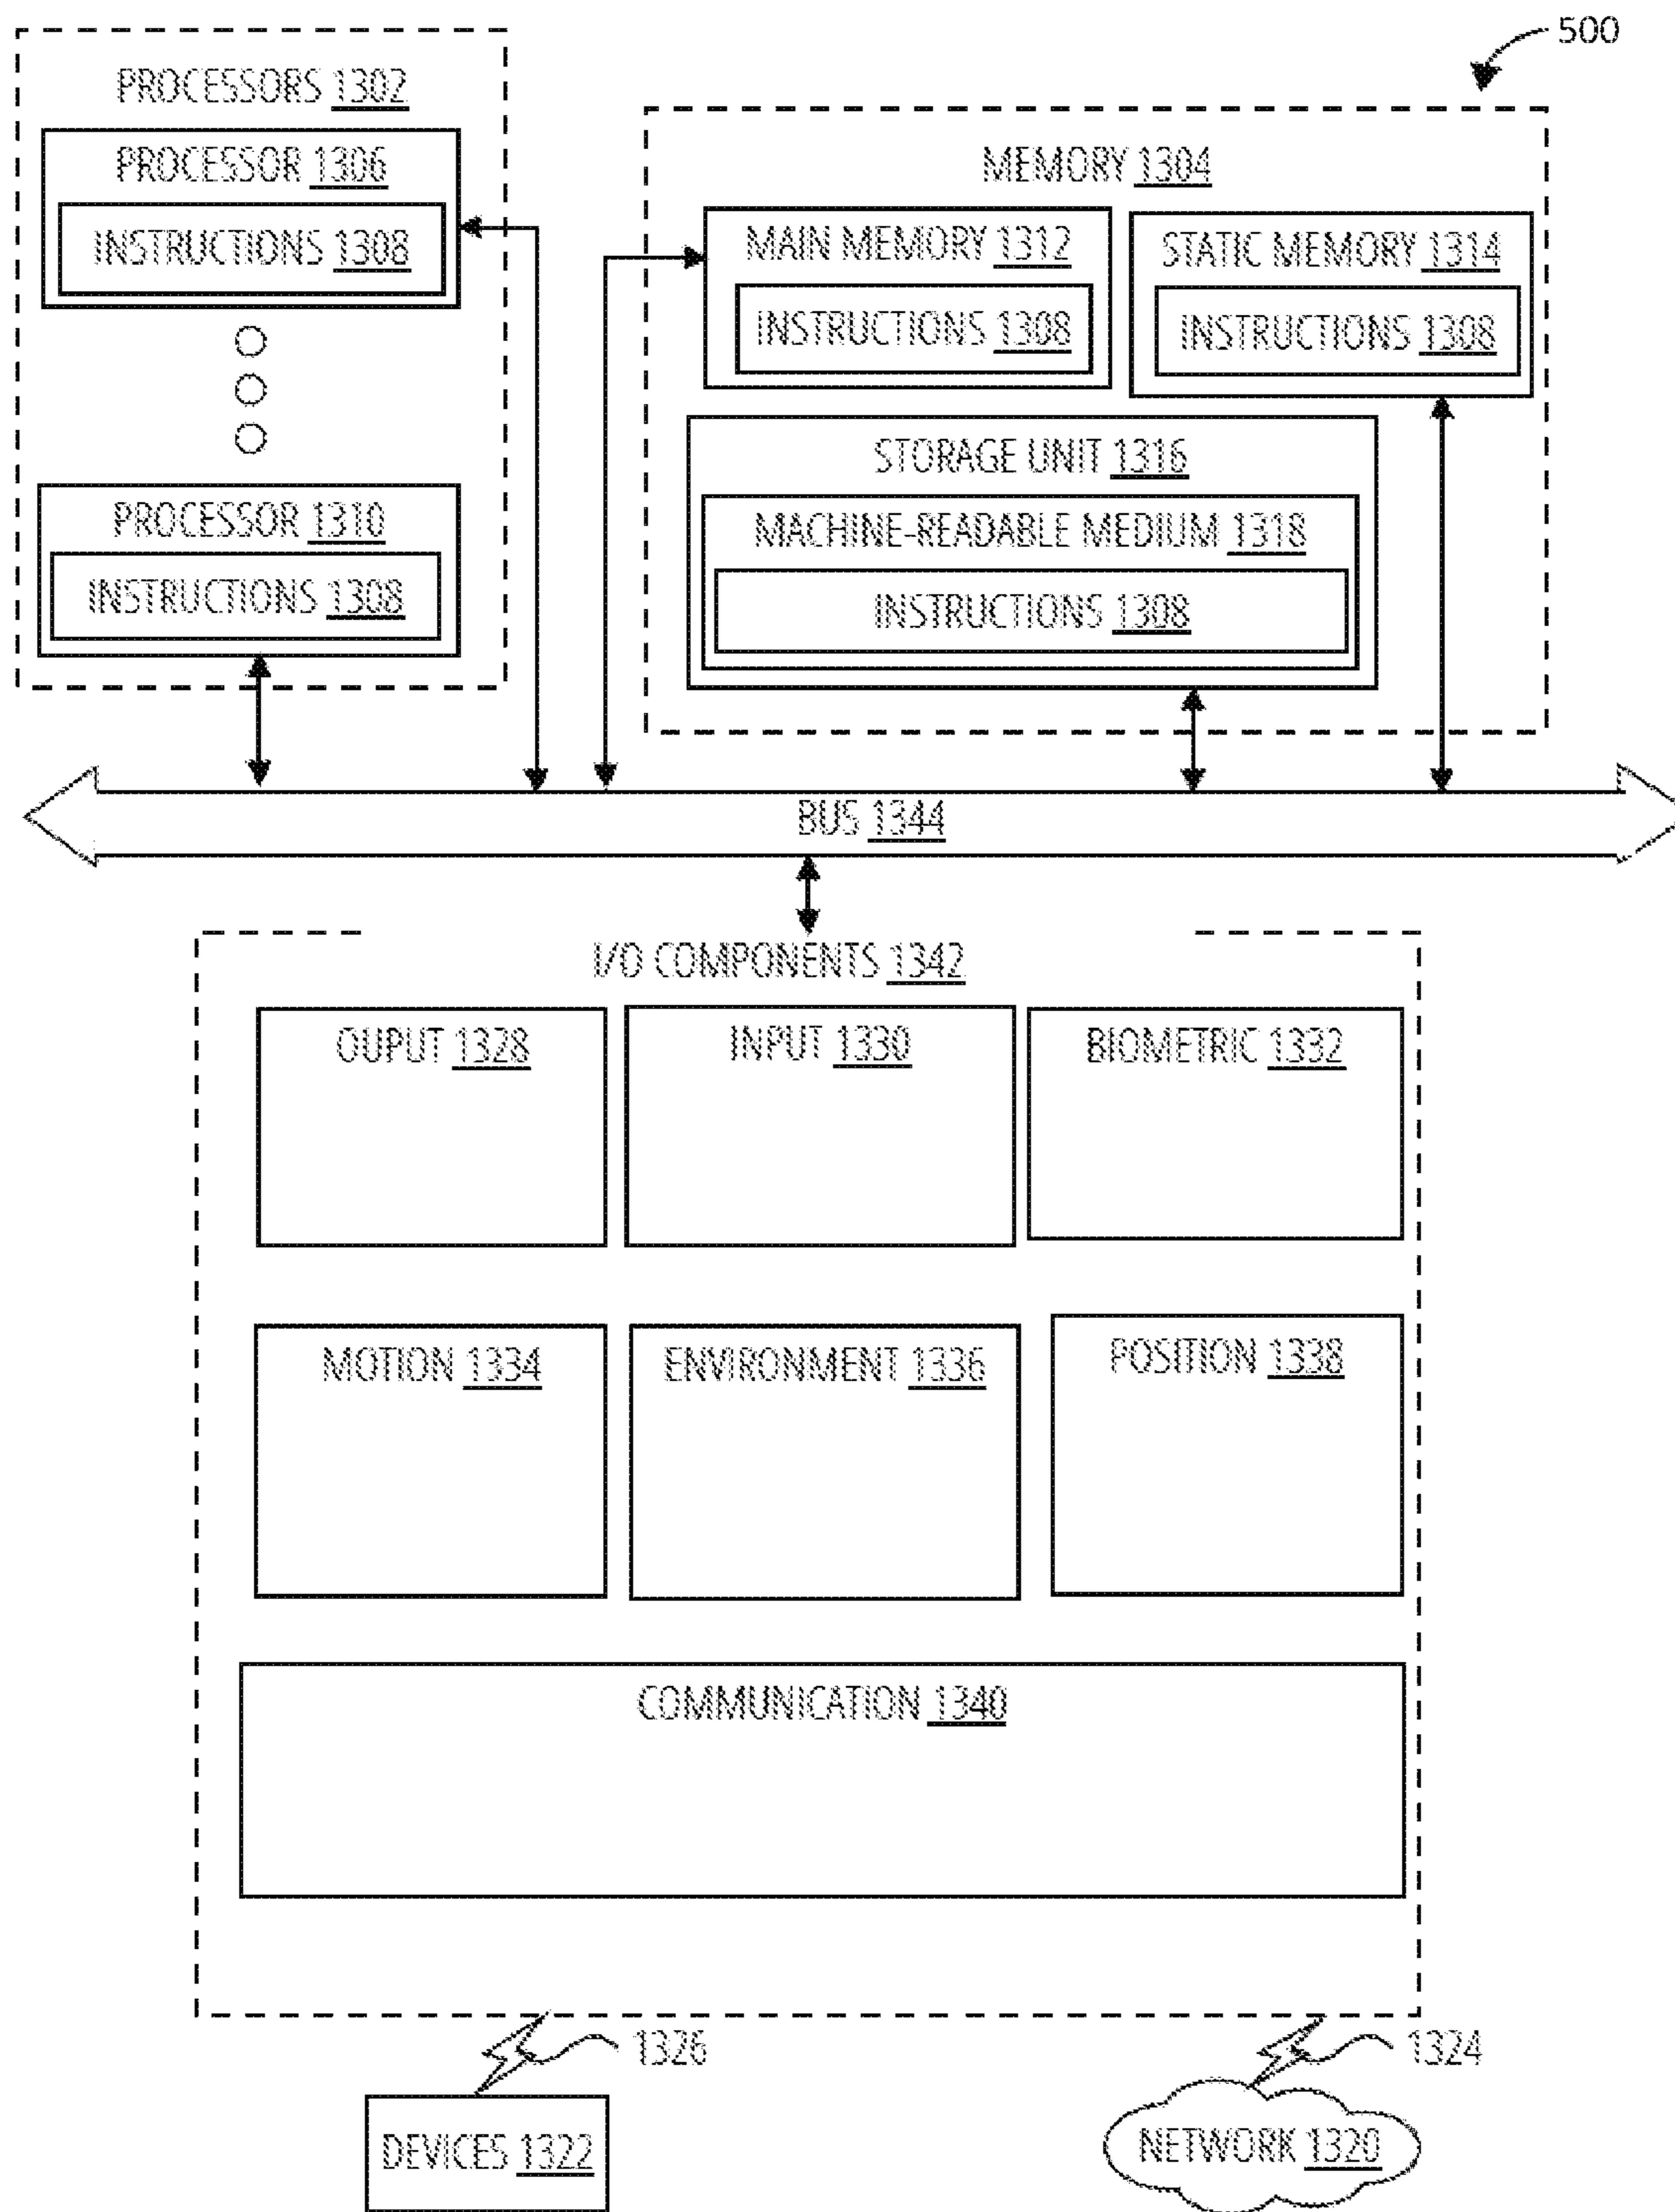 500
PROCESSORS 1302
PROCESSOR 1306
INSTRUCTIONS 1308
PROCESSOR 1310
INSTRUCTIONS 1308
MEMORY 1304
MAIN MEMORY 1312
INSTRUCTIONS 1308
STATIC MEMORY 1314
INSTRUCTIONS 1308
STORAGE UNIT 1316
MACHINE-READABLE MEDIUM 1318
INSTRUCTIONS 1308
BUS 1344
I/O COMPONENTS 1342
OUPUT 1328
INPUT 1330
BIOMETRIC 1332
MOTION 1334
ENVIRONMENT 1336
POSITION 1338
COMMUNICATION 1340
1326
1324
DEVICES 1322
NETWORK 1320